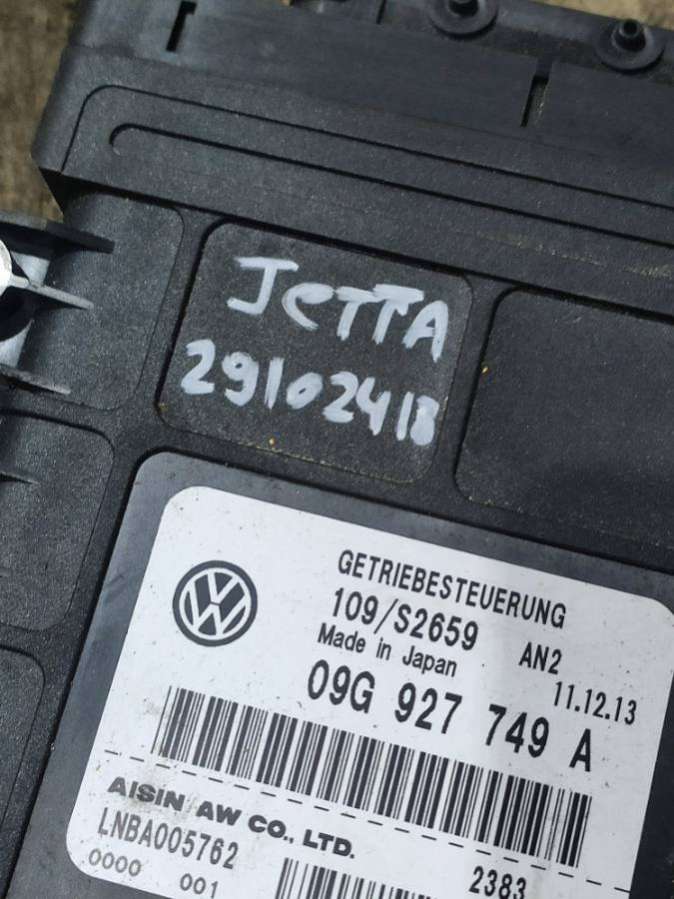 JETTA
29102418
GETRIEBESTEUERUNG
109/S2659 AN2
Made in Japan 11.12.13
09G 927 749 A
AISIN AW CO., LTD.
LNBA005762 2383
0000 001